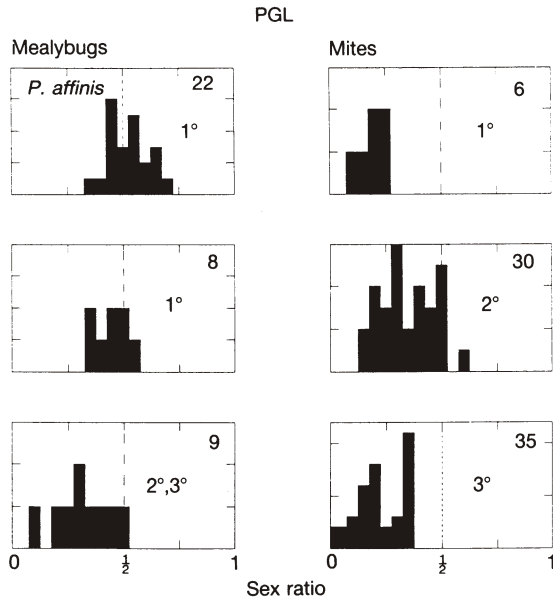 PGL
Mealybugs
Mites
P. affinis 22
1°
6
1°
8
1°
30
2°
9
2°,3°
35
3°
0 ½ 1
0 ½ 1
Sex ratio